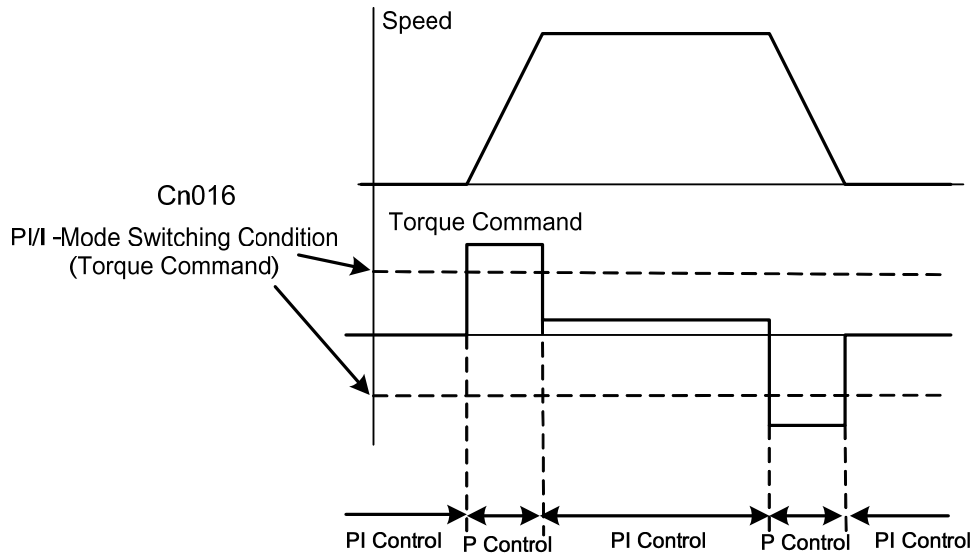 Speed
Cn016
PI/I -Mode Switching Condition
(Torque Command)
Torque Command
PI Control
P Control
PI Control
P Control
PI Control